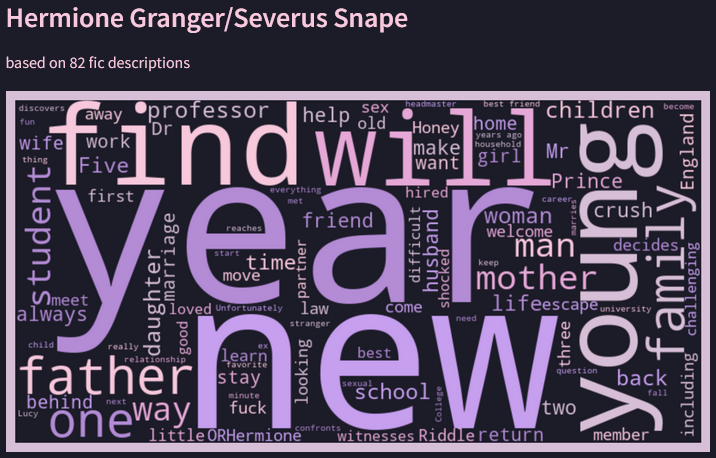 Hermione Granger/Severus Snape
based on 82 fic descriptions
discovers
away
professor
help
sex
headmaster
best friend
children
become
fun
find
Dr
old
will
Honey
home
years ago
household
young
England
wife
work
make
girl
Mr
thing
Five
want
Prince
student
first
year
everything
met
hired
career
marries
crush
friend
woman
welcome
man
decides
family
marriage
reaches
difficult
husband
shocked
start
time
move
partner
keep
mother
challenging
daughter
meet
always
loved
Unfortunately
law
come
life
escape
university
good
new
stranger
need
child
really
relationship
ex
learn
favorite
looking
best
three
question
father
stay
sexual
school
back
fall
including
behind
next
minute
fuck
College
Lucy
one
way
two
little
ORHermione
confronts
witnesses
Riddle
return
member